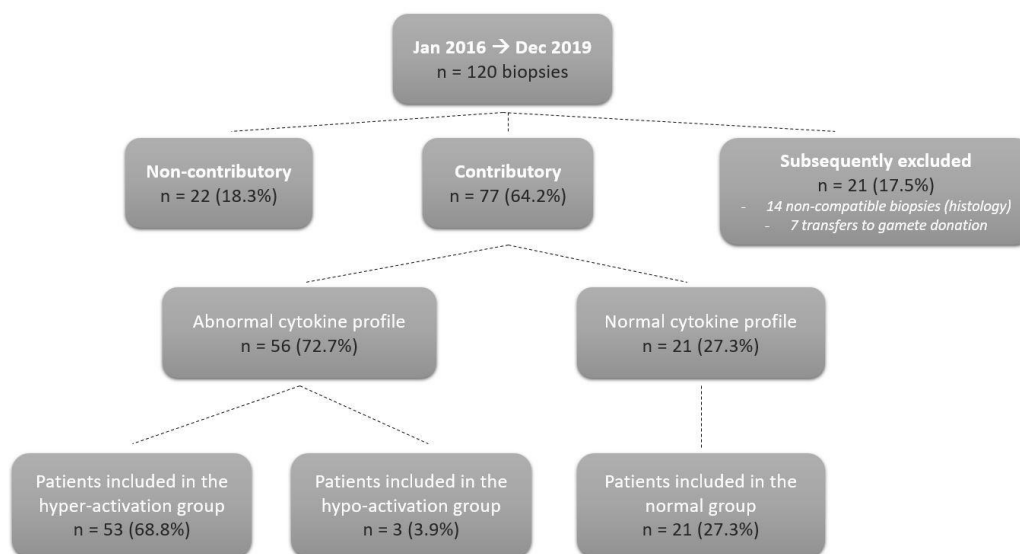 Jan 2016 → Dec 2019
n = 120 biopsies
Non-contributory
n = 22 (18.3%)
Contributory
n = 77 (64.2%)
Subsequently excluded
n = 21 (17.5%)
- 14 non-compatible biopsies (histology)
- 7 transfers to gamete donation
Abnormal cytokine profile
n = 56 (72.7%)
Normal cytokine profile
n = 21 (27.3%)
Patients included in the
hyper-activation group
n = 53 (68.8%)
Patients included in the
hypo-activation group
n = 3 (3.9%)
Patients included in the
normal group
n = 21 (27.3%)